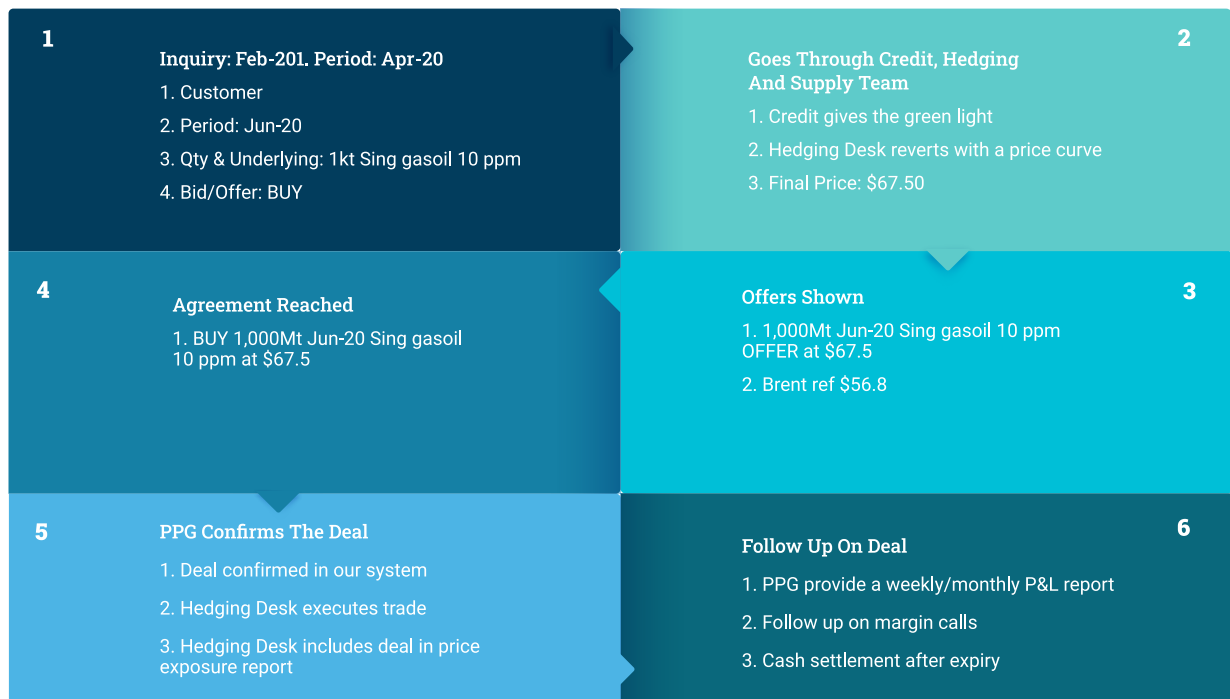 1
Inquiry: Feb-201. Period: Apr-20
1. Customer
2. Period: Jun-20
3. Qty & Underlying: 1kt Sing gasoil 10 ppm
4. Bid/Offer: BUY
2
Goes Through Credit, Hedging
And Supply Team
1. Credit gives the green light
2. Hedging Desk reverts with a price curve
3. Final Price: $67.50
3
Offers Shown
1. 1,000Mt Jun-20 Sing gasoil 10 ppm
OFFER at $67.5
2. Brent ref $56.8
4
Agreement Reached
1. BUY 1,000Mt Jun-20 Sing gasoil
10 ppm at $67.5
5
PPG Confirms The Deal
1. Deal confirmed in our system
2. Hedging Desk executes trade
3. Hedging Desk includes deal in price
exposure report
6
Follow Up On Deal
1. PPG provide a weekly/monthly P&L report
2. Follow up on margin calls
3. Cash settlement after expiry